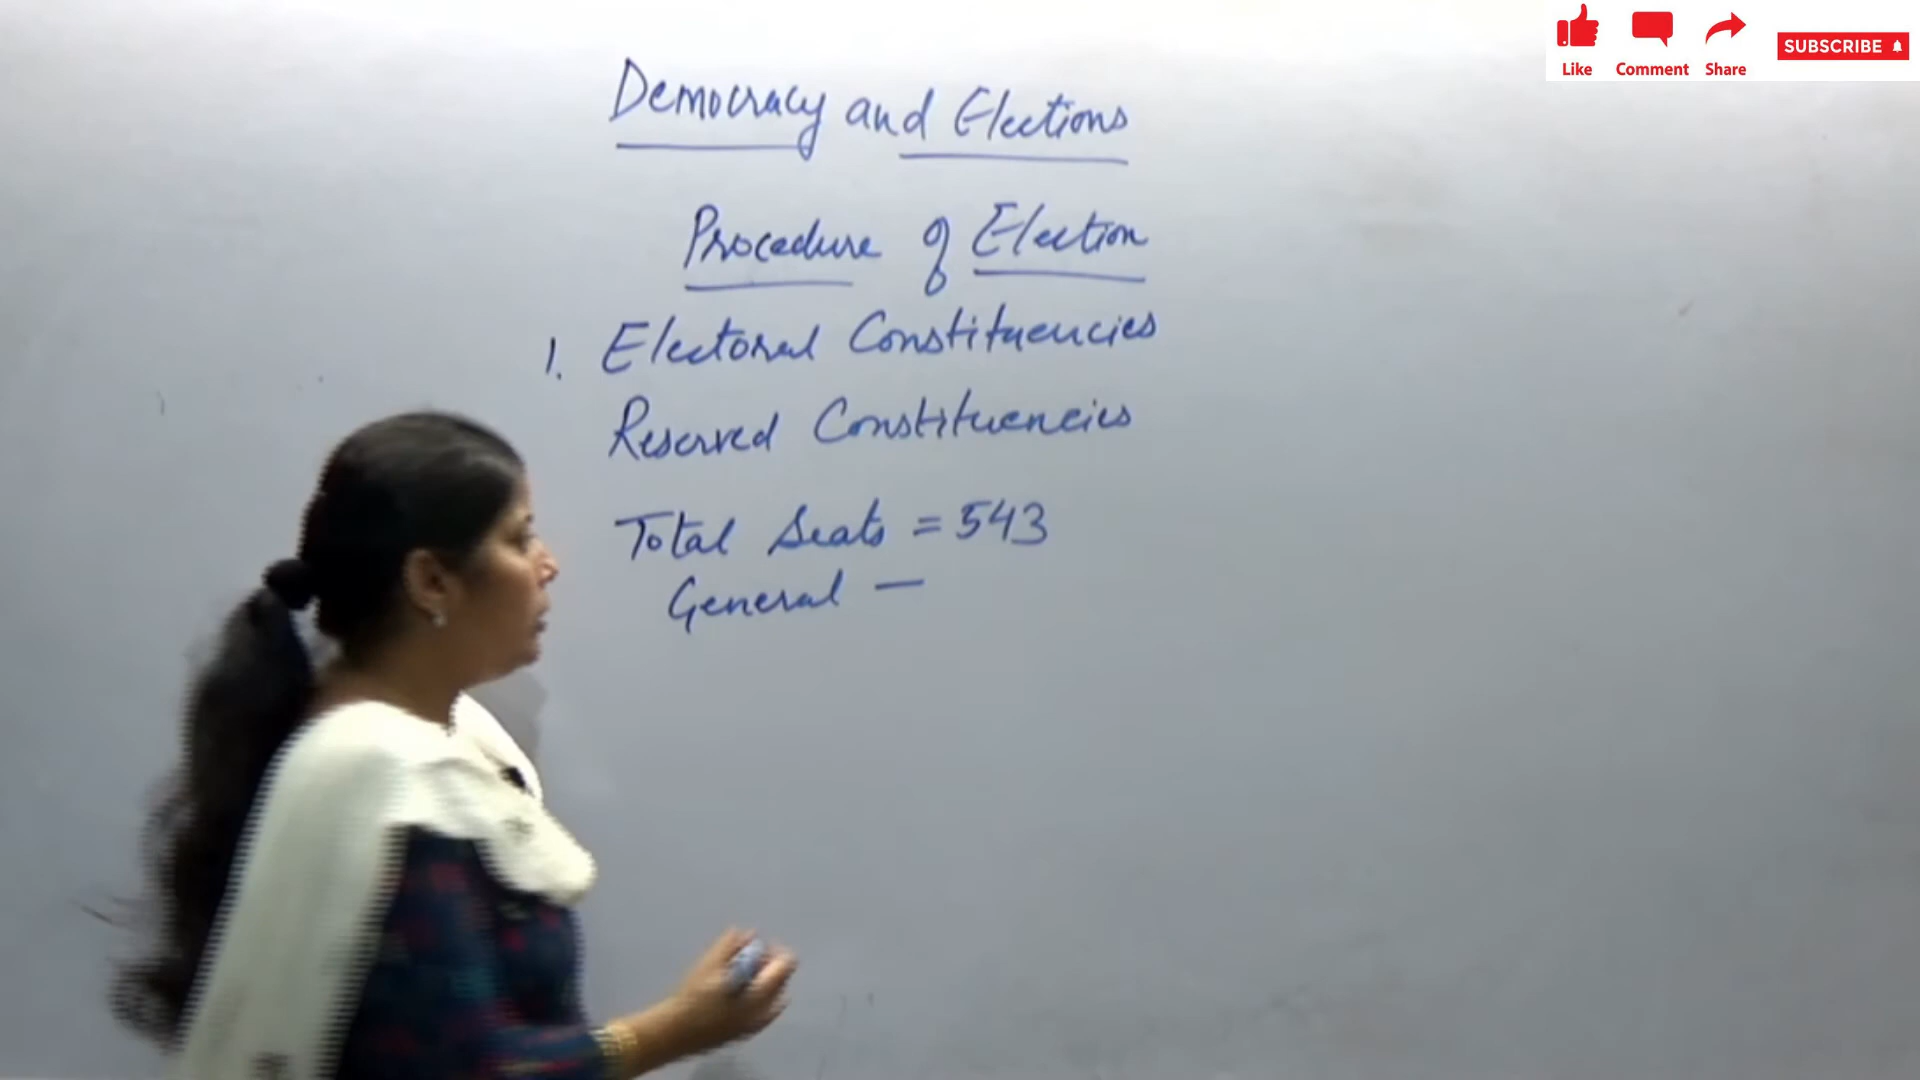 Like Comment Share SUBSCRIBE
Democracy and Elections
Procedure of Election
1. Electoral Constituencies
Reserved Constituencies
Total Seats = 543
General —